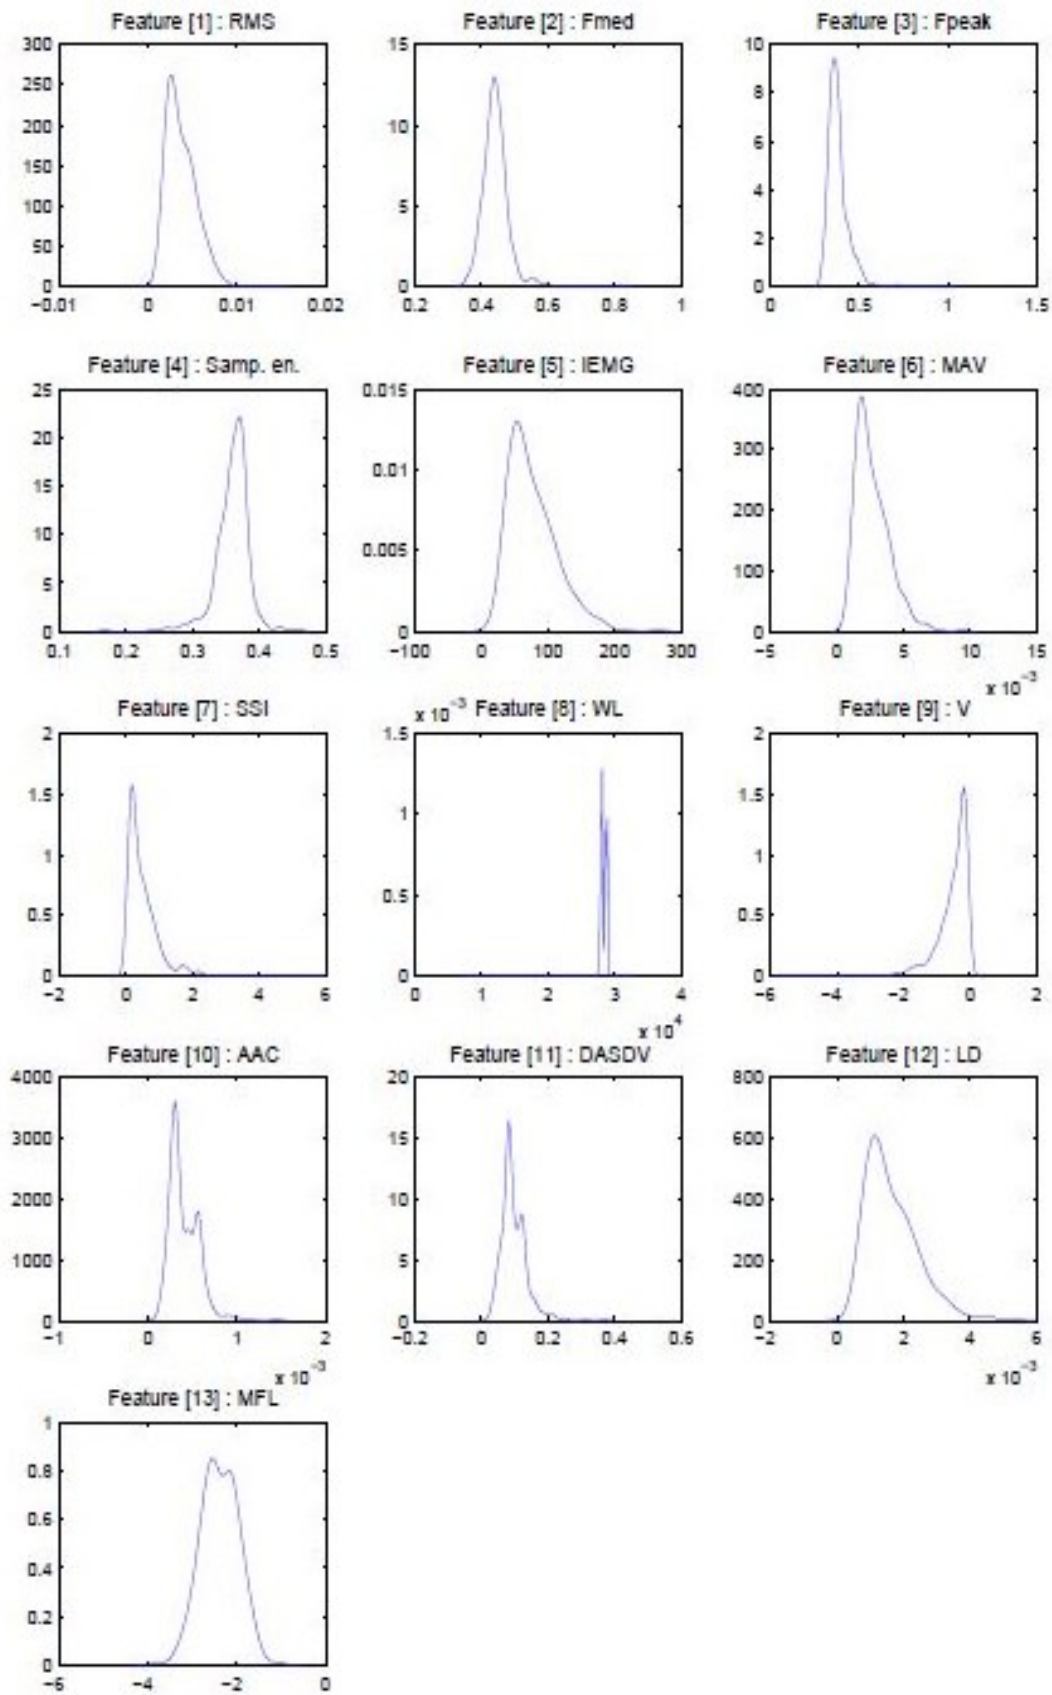 Feature [1] : RMS Feature [2] : Fmed Feature [3] : Fpeak
300 15 10
250 8
200 10 6
150
100 5 4
50 2
0 0 0
−0.01 0 0.01 0.02 0.2 0.4 0.6 0.8 1 0 0.5 1 1.5
Feature [4] : Samp. en. Feature [5] : IEMG Feature [6] : MAV
25 0.015 400
20 300
15 0.01 200
10 0.005
5 100
0 0 0
0.1 0.2 0.3 0.4 0.5 −100 0 100 200 300 −5 0 5 10 15
x 10−3
Feature [7] : SSI x 10−3 Feature [8] : WL Feature [9] : V
2 1.5 2
1.5 1 1.5
1 1
0.5 0.5 0.5
0 0 0
−2 0 2 4 6 0 1 2 3 4 −6 −4 −2 0 2
x 104
Feature [10] : AAC Feature [11] : DASDV Feature [12] : LD
4000 20 800
3000 15 600
2000 10 400
1000 5 200
0 0 0
−1 0 1 2 −0.2 0 0.2 0.4 0.6 −2 0 2 4 6
x 10−3 x 10−3
Feature [13] : MFL
1
0.8
0.6
0.4
0.2
0
−6 −4 −2 0